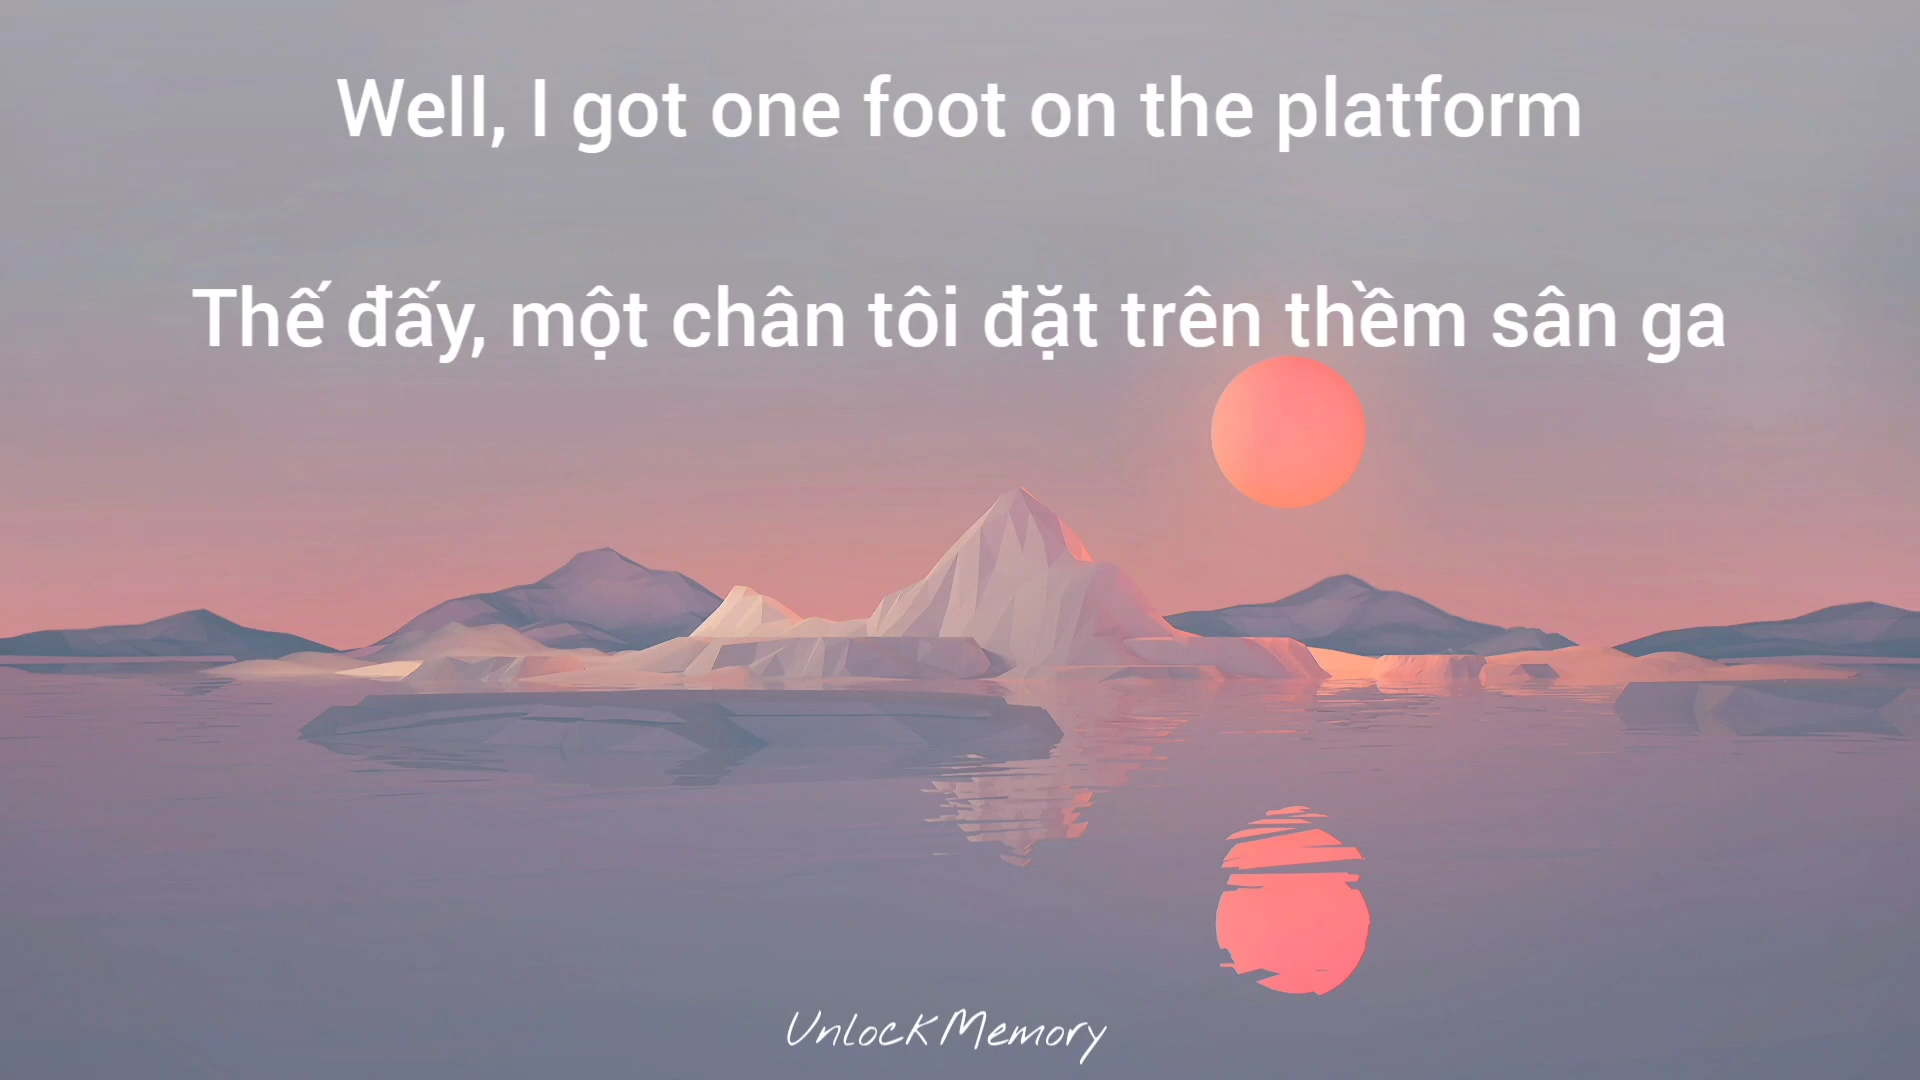 Well, I got one foot on the platform
Thế đấy, một chân tôi đặt trên thềm sân ga
UnlockMemory